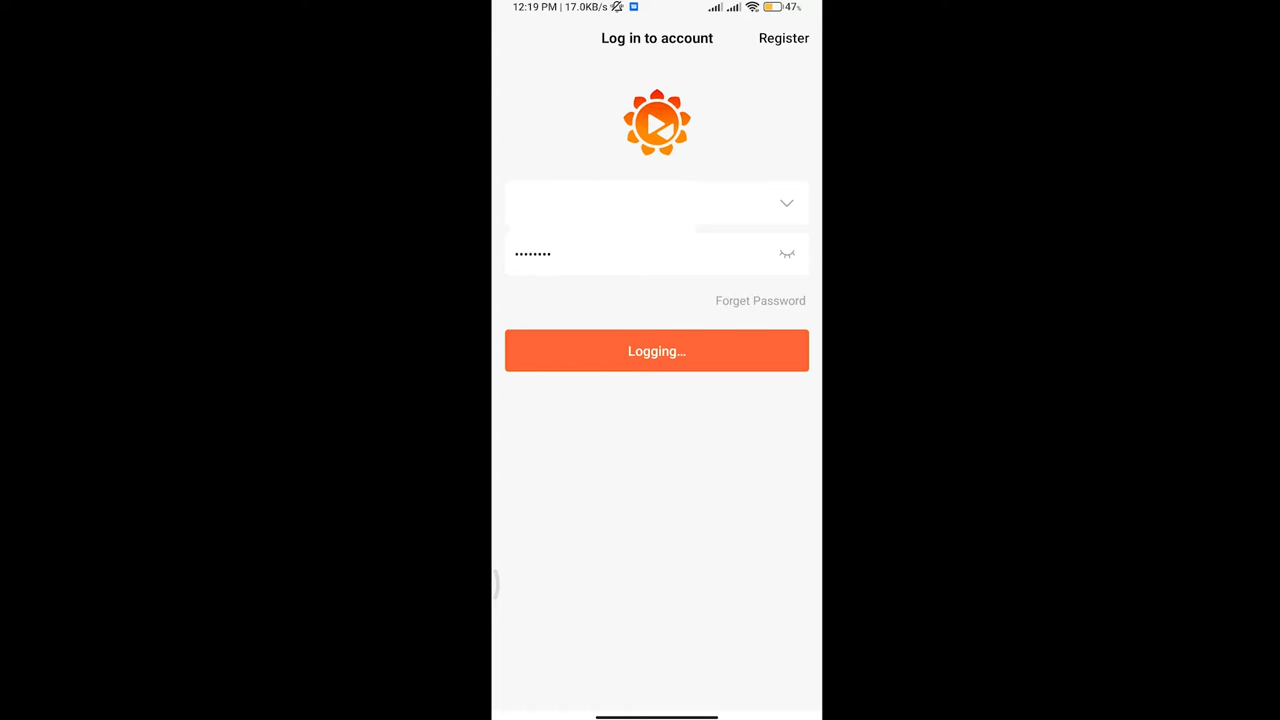 12:19 PM | 17.0KB/s 47%
Log in to account Register
••••••••
Forget Password
Logging...